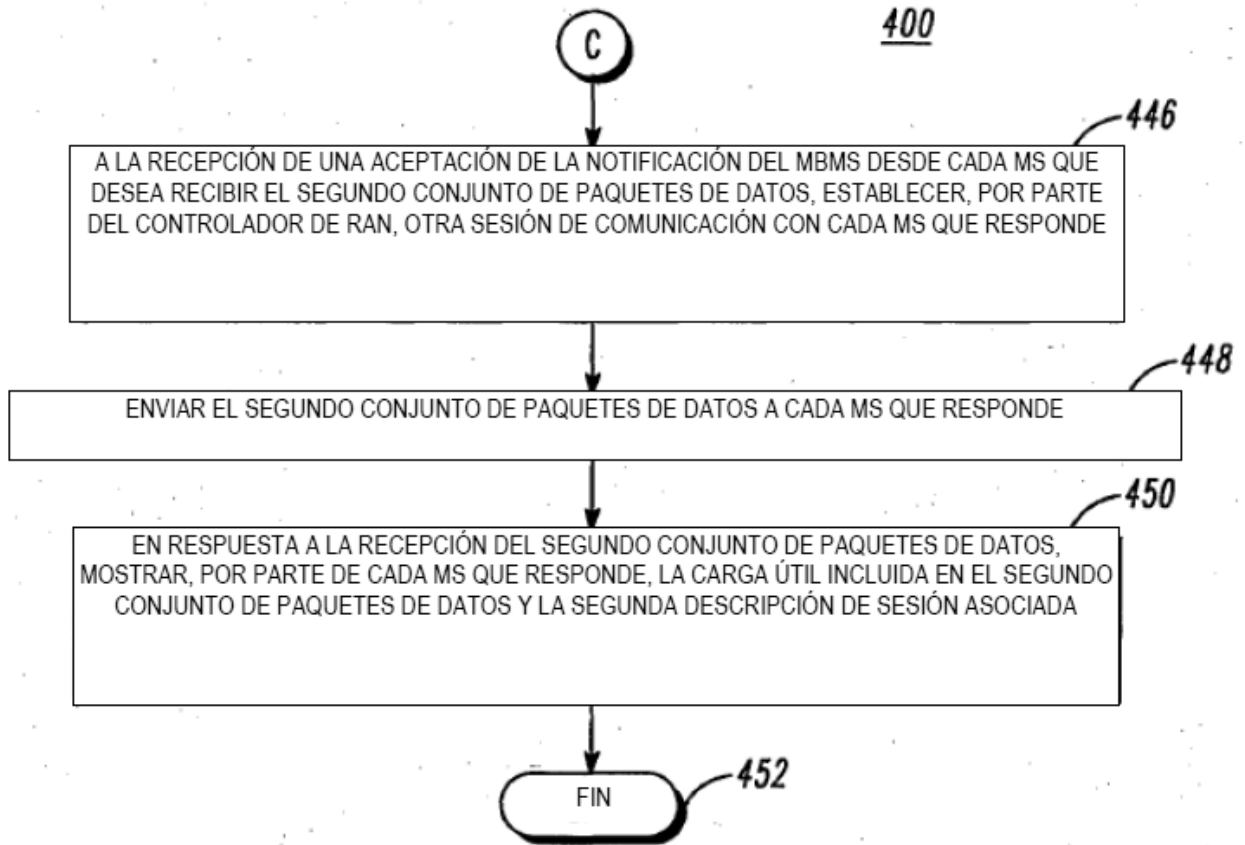 C
400
446
A LA RECEPCIÓN DE UNA ACEPTACIÓN DE LA NOTIFICACIÓN DEL MBMS DESDE CADA MS QUE
DESEA RECIBIR EL SEGUNDO CONJUNTO DE PAQUETES DE DATOS, ESTABLECER, POR PARTE
DEL CONTROLADOR DE RAN, OTRA SESIÓN DE COMUNICACIÓN CON CADA MS QUE RESPONDE
448
ENVIAR EL SEGUNDO CONJUNTO DE PAQUETES DE DATOS A CADA MS QUE RESPONDE
450
EN RESPUESTA A LA RECEPCIÓN DEL SEGUNDO CONJUNTO DE PAQUETES DE DATOS,
MOSTRAR, POR PARTE DE CADA MS QUE RESPONDE, LA CARGA ÚTIL INCLUIDA EN EL SEGUNDO
CONJUNTO DE PAQUETES DE DATOS Y LA SEGUNDA DESCRIPCIÓN DE SESIÓN ASOCIADA
452
FIN